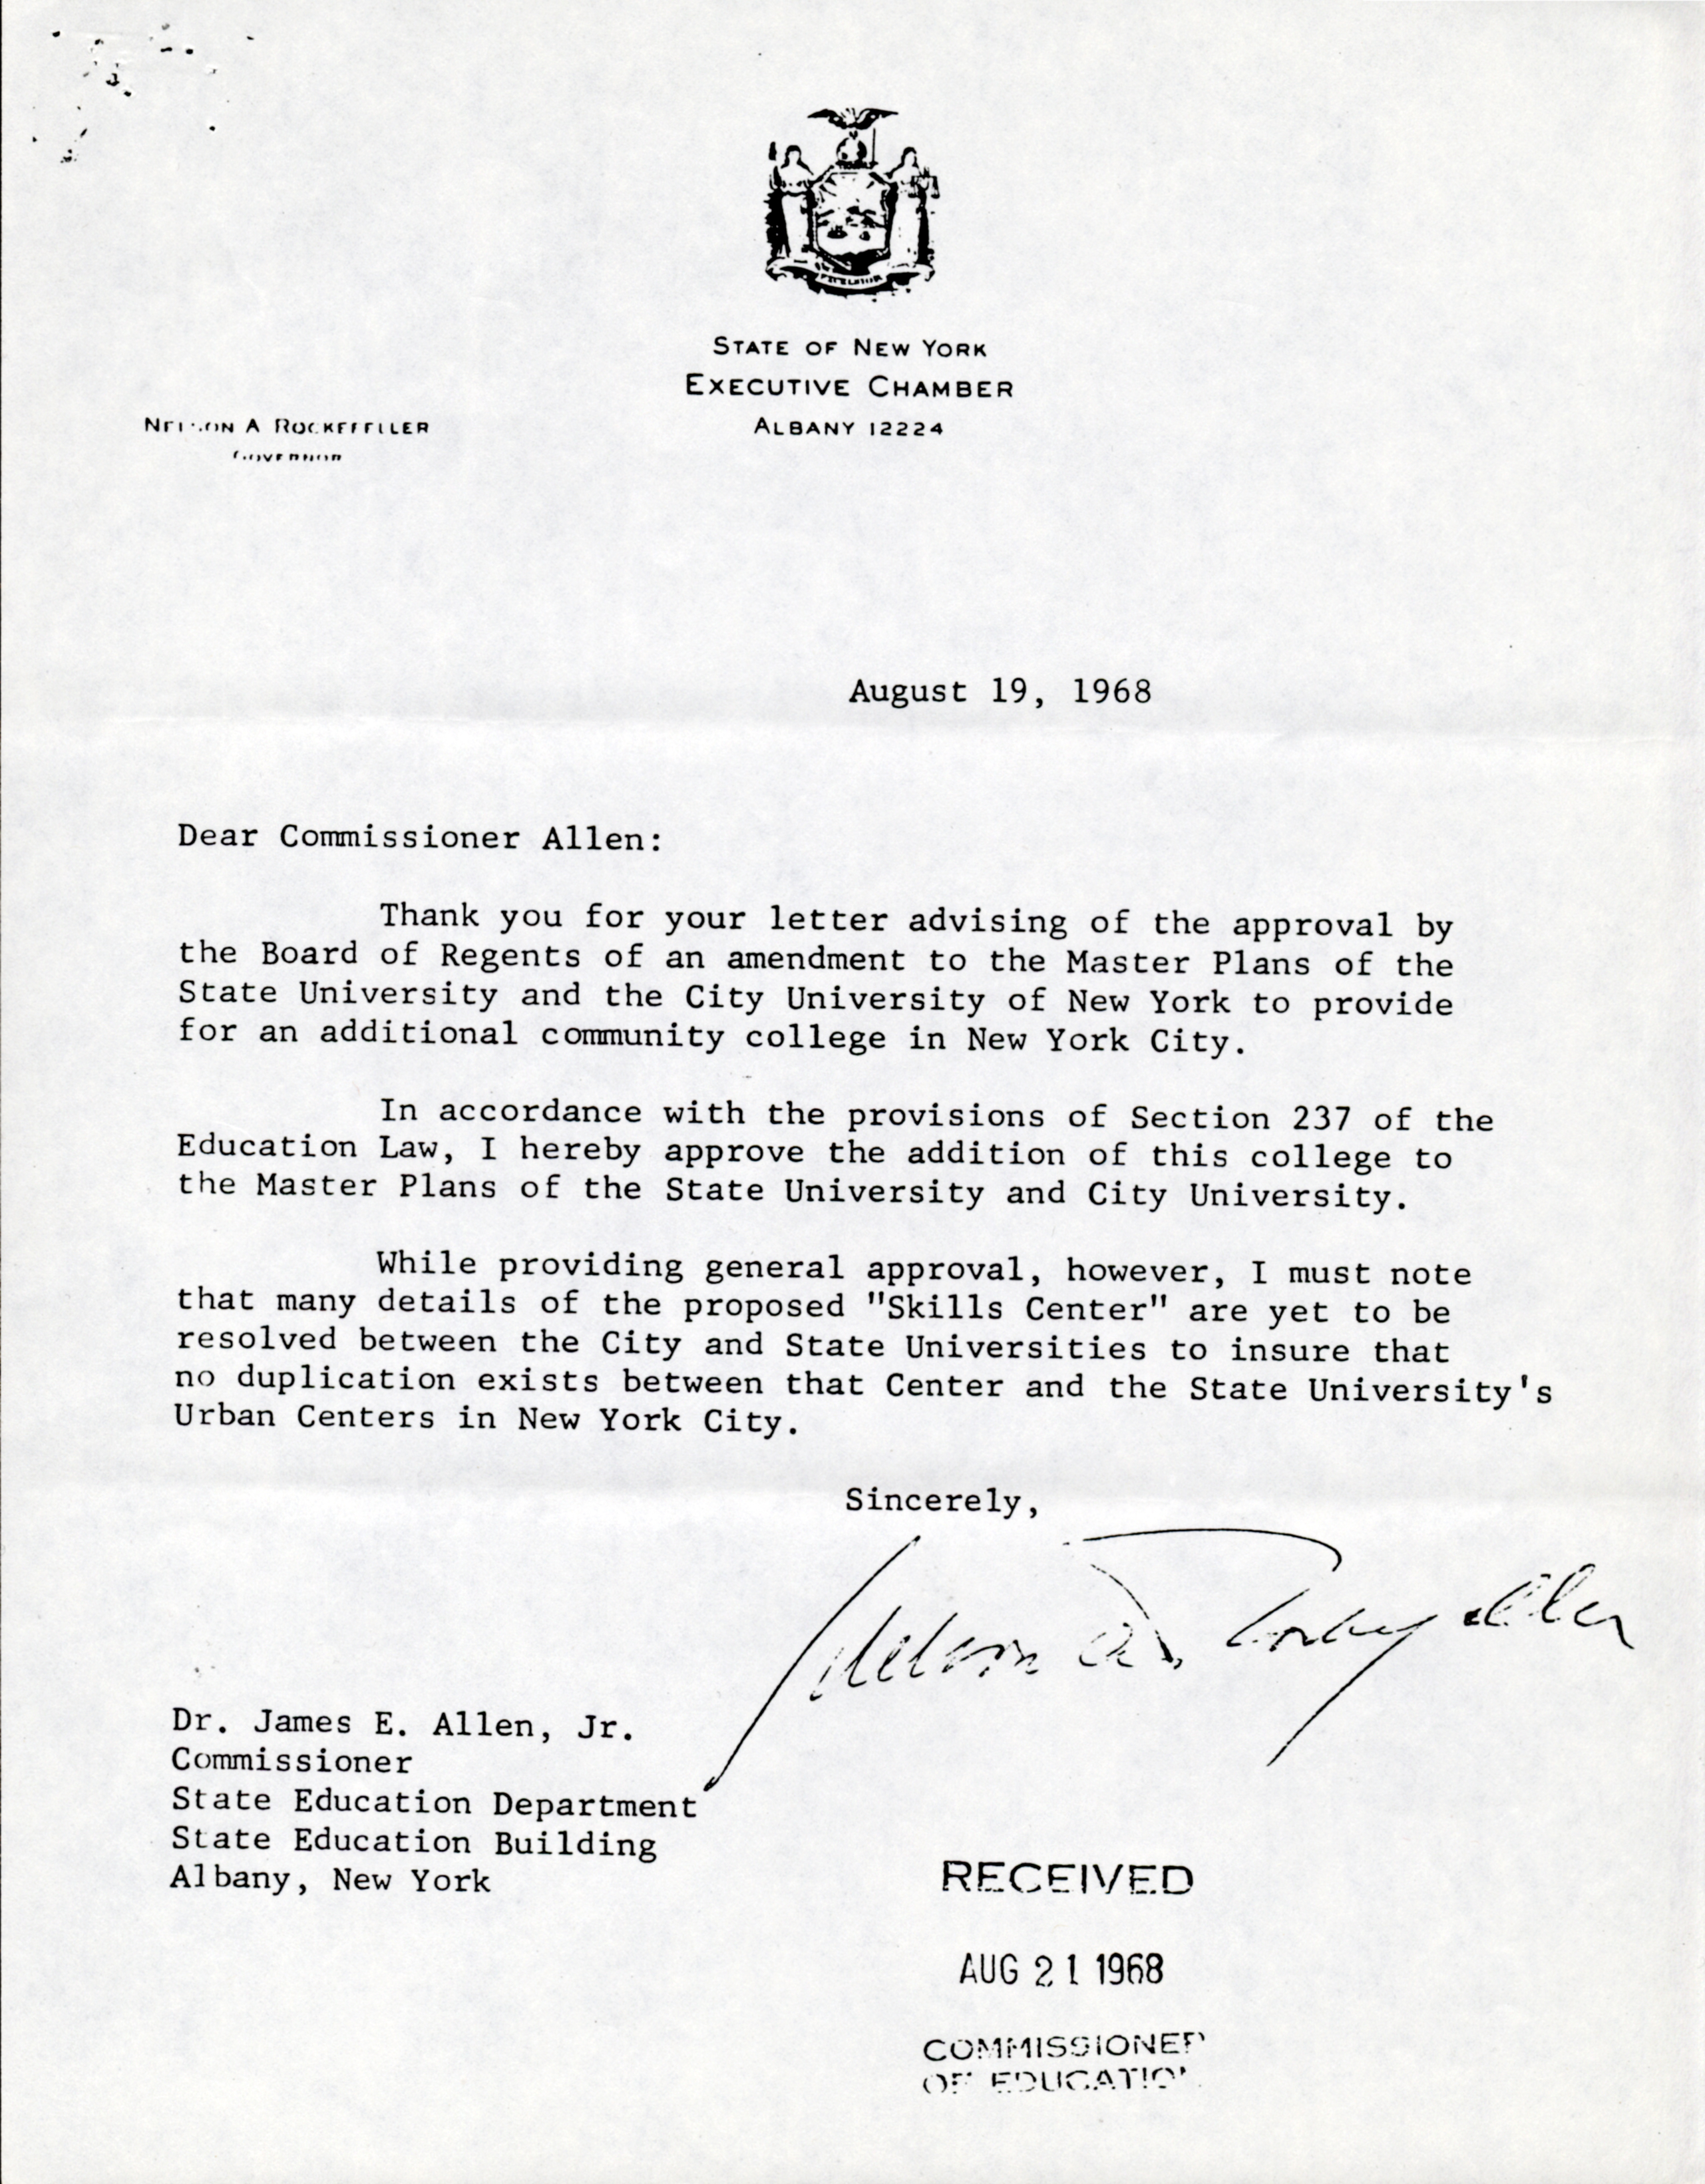 EXCELSIOR
STATE OF NEW YORK
EXECUTIVE CHAMBER
ALBANY 12224
NELSON A ROCKEFELLER
GOVERNOR
August 19, 1968
Dear Commissioner Allen:
Thank you for your letter advising of the approval by
the Board of Regents of an amendment to the Master Plans of the
State University and the City University of New York to provide
for an additional community college in New York City.
In accordance with the provisions of Section 237 of the
Education Law, I hereby approve the addition of this college to
the Master Plans of the State University and City University.
While providing general approval, however, I must note
that many details of the proposed "Skills Center" are yet to be
resolved between the City and State Universities to insure that
no duplication exists between that Center and the State University's
Urban Centers in New York City.
Sincerely,
Nelson A. Rockefeller
Dr. James E. Allen, Jr.
Commissioner
State Education Department
State Education Building
Albany, New York
RECEIVED
AUG 21 1968
COMMISSIONER
OF EDUCATION